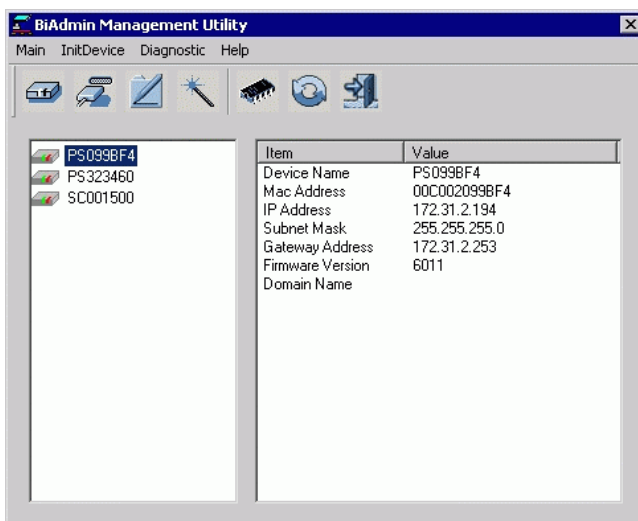 BiAdmin Management Utility
Main InitDevice Diagnostic Help
PS099BF4
PS323460
SC001500
Item Value
Device Name PS099BF4
Mac Address 00C002099BF4
IP Address 172.31.2.194
Subnet Mask 255.255.255.0
Gateway Address 172.31.2.253
Firmware Version 6011
Domain Name